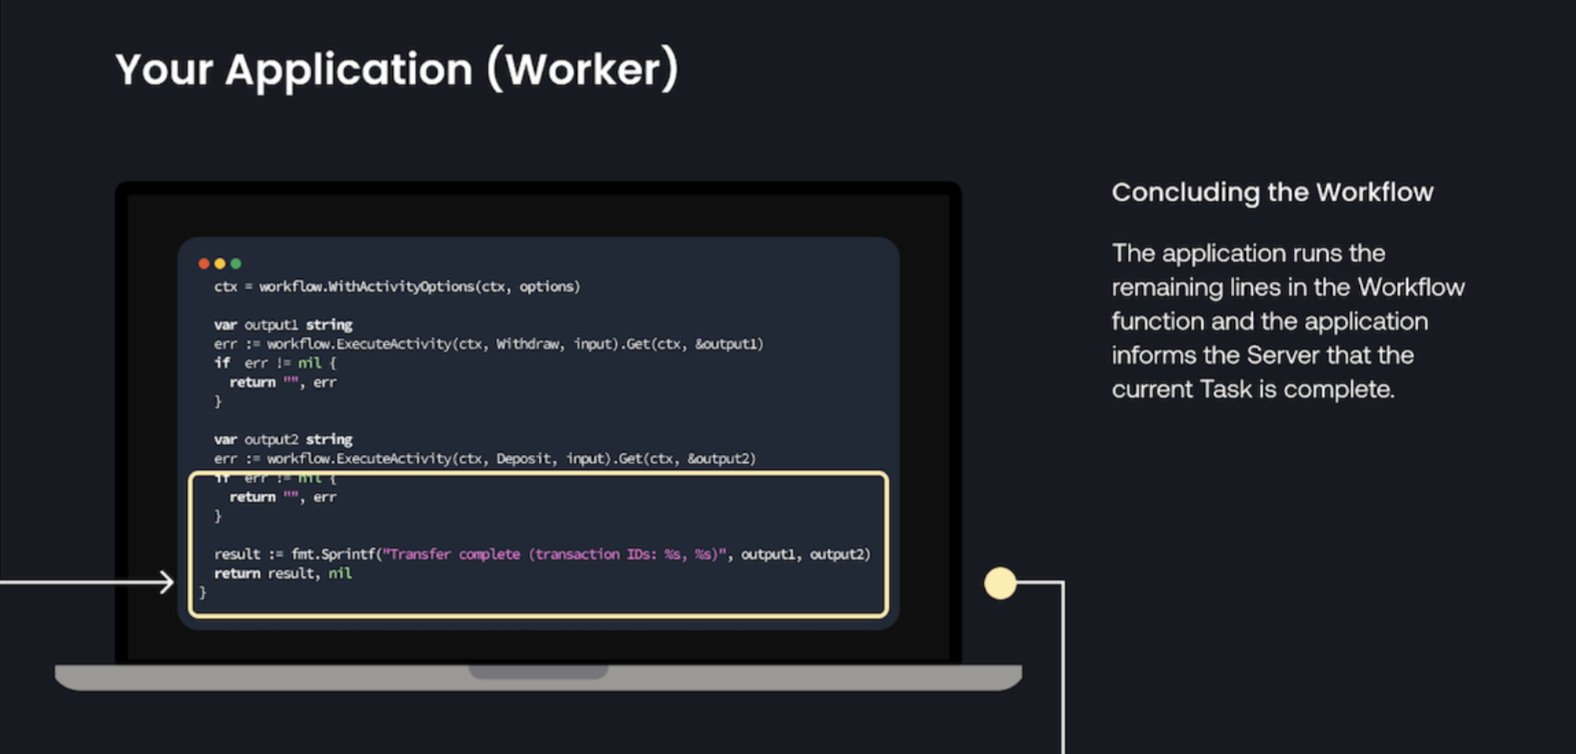 Your Application (Worker)
ctx = workflow.WithActivityOptions(ctx, options)
var output1 string
err := workflow.ExecuteActivity(ctx, Withdraw, input).Get(ctx, &output1)
if  err != nil {
return "", err
}
var output2 string
err := workflow.ExecuteActivity(ctx, Deposit, input).Get(ctx, &output2)
if  err != nil {
return "", err
}
result := fmt.Sprintf("Transfer complete (transaction IDs: %s, %s)", output1, output2)
return result, nil
}
Concluding the Workflow
The application runs the
remaining lines in the Workflow
function and the application
informs the Server that the
current Task is complete.